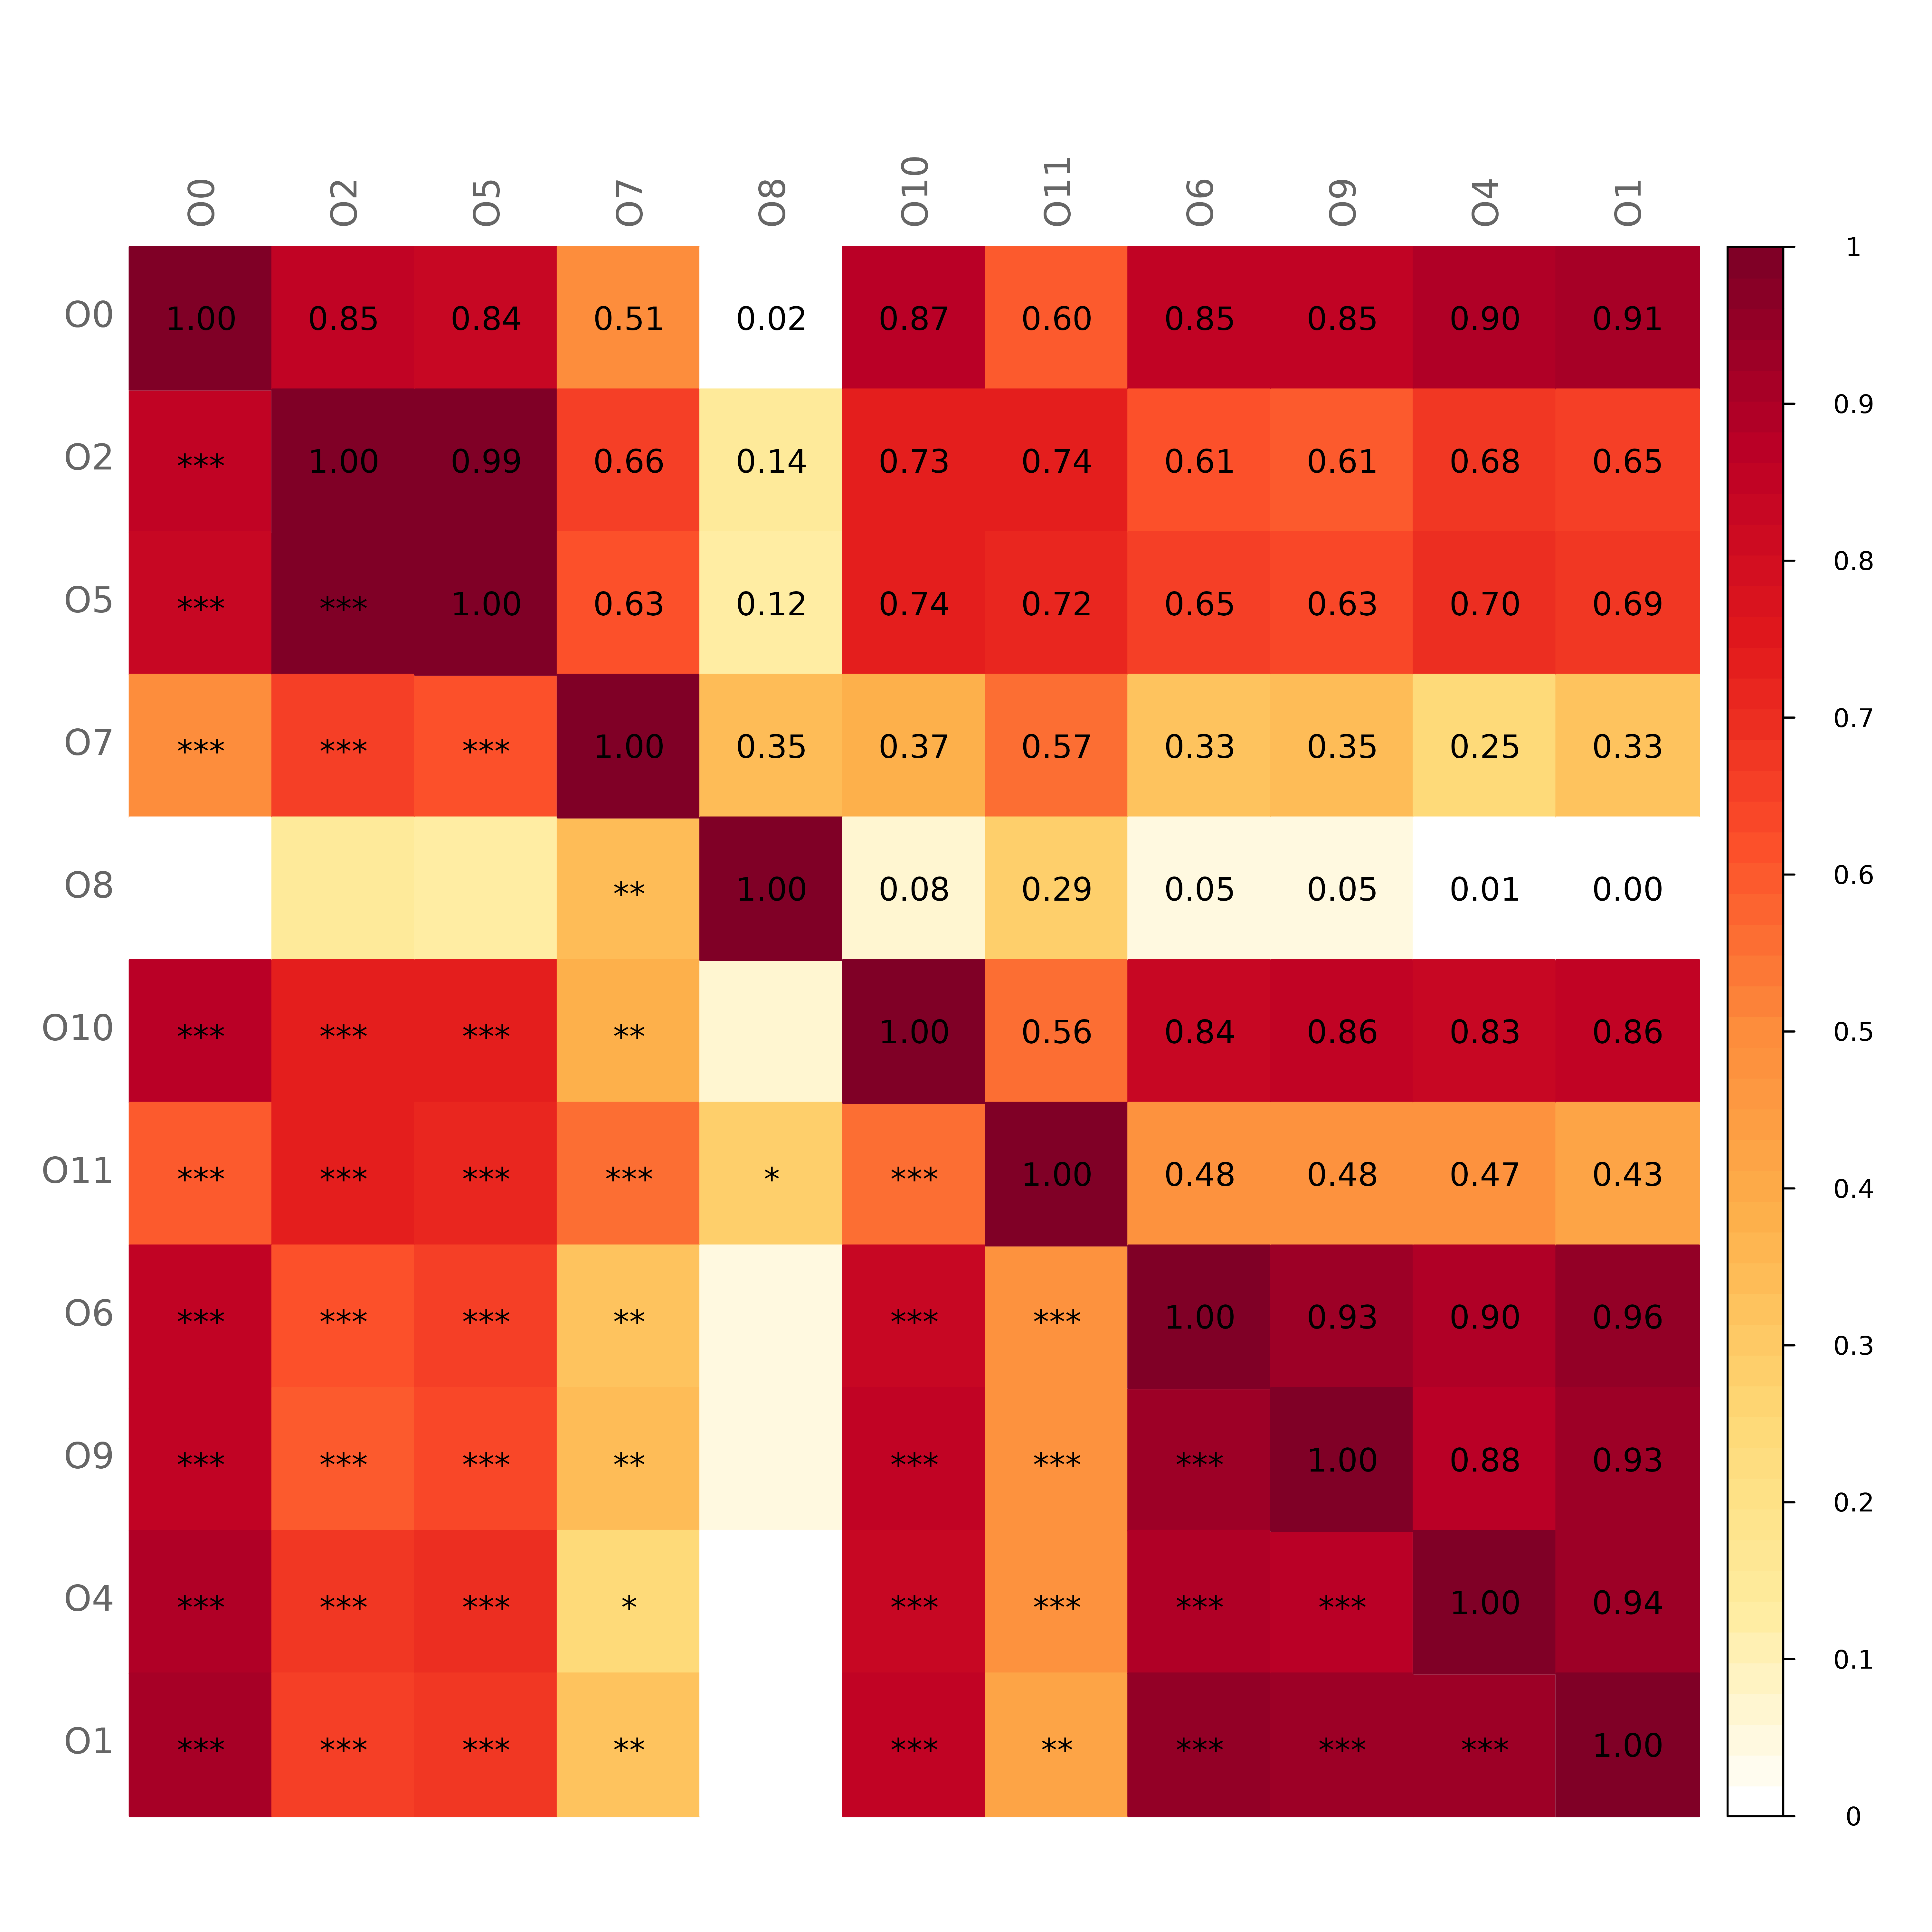 O0 O2 O5 O7 O8 O10 O11 O6 O9 O4 O1
O0 1.00 0.85 0.84 0.51 0.02 0.87 0.60 0.85 0.85 0.90 0.91
O2 *** 1.00 0.99 0.66 0.14 0.73 0.74 0.61 0.61 0.68 0.65
O5 *** *** 1.00 0.63 0.12 0.74 0.72 0.65 0.63 0.70 0.69
O7 *** *** *** 1.00 0.35 0.37 0.57 0.33 0.35 0.25 0.33
O8 ** 1.00 0.08 0.29 0.05 0.05 0.01 0.00
O10 *** *** *** ** 1.00 0.56 0.84 0.86 0.83 0.86
O11 *** *** *** *** * *** 1.00 0.48 0.48 0.47 0.43
O6 *** *** *** ** *** *** 1.00 0.93 0.90 0.96
O9 *** *** *** ** *** *** *** 1.00 0.88 0.93
O4 *** *** *** * *** *** *** *** 1.00 0.94
O1 *** *** *** ** *** ** *** *** *** 1.00
1
0.9
0.8
0.7
0.6
0.5
0.4
0.3
0.2
0.1
0